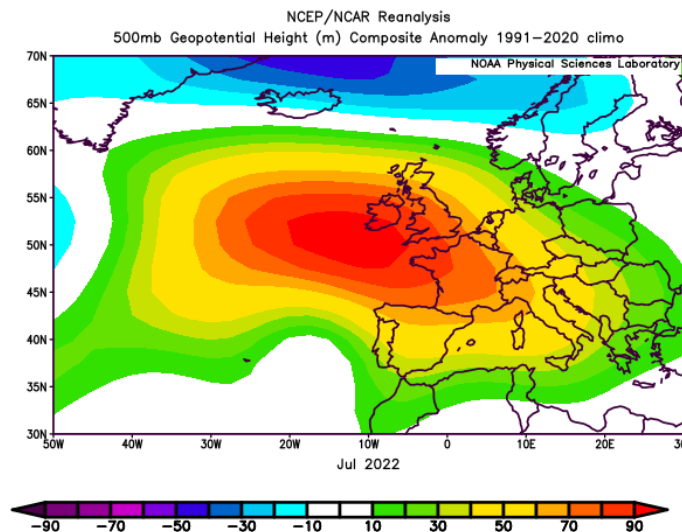 NCEP/NCAR Reanalysis
500mb Geopotential Height (m) Composite Anomaly 1991−2020 climo
NOAA Physical Sciences Laboratory
70N
65N
60N
55N
50N
45N
40N
35N
30N
50W 40W 30W 20W 10W 0 10E 20E 30
Jul 2022
−90 −70 −50 −30 −10 10 30 50 70 90